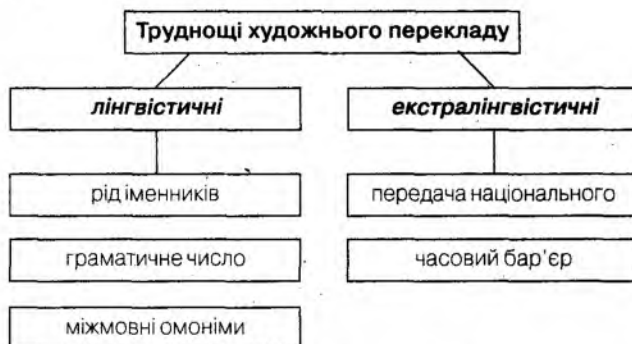 Труднощі художнього перекладу
лінгвістичні
екстралінгвістичні
рід іменників
передача національного
граматичне число
часовий бар’єр
міжмовні омоніми